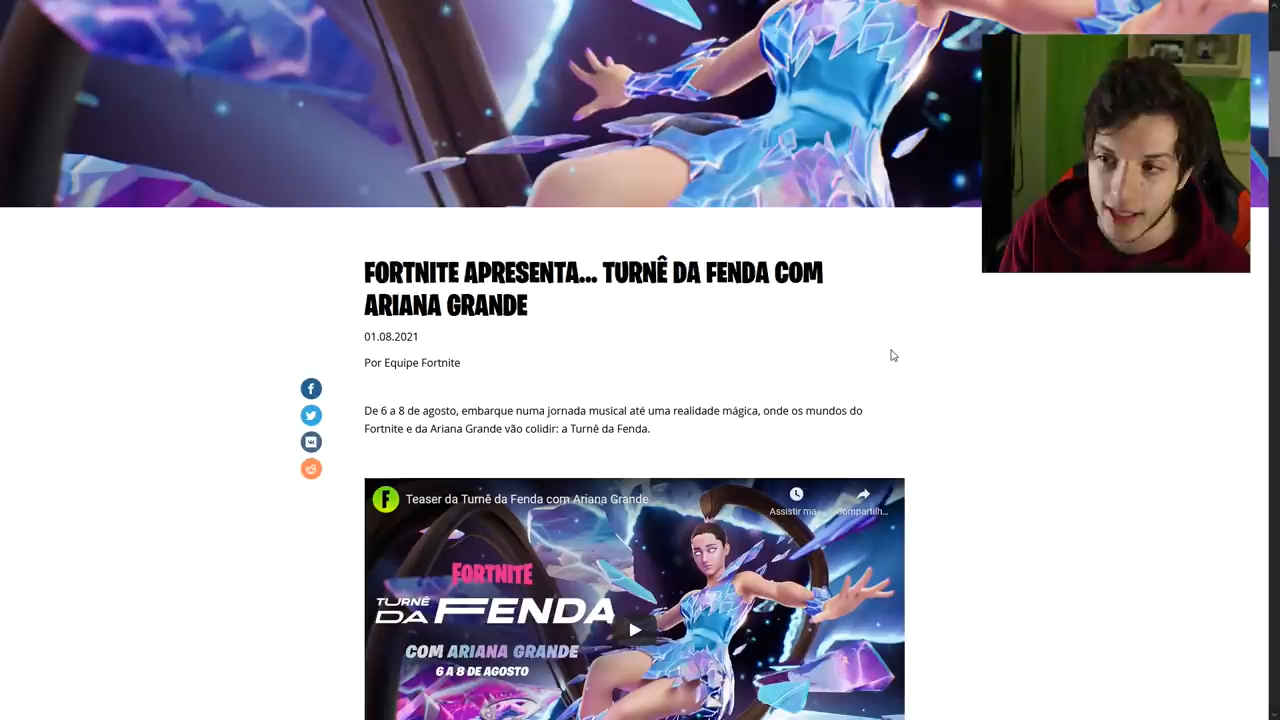 FORTNITE APRESENTA... TURNÊ DA FENDA COM
ARIANA GRANDE
01.08.2021
Por Equipe Fortnite
De 6 a 8 de agosto, embarque numa jornada musical até uma realidade mágica, onde os mundos do
Fortnite e da Ariana Grande vão colidir: a Turnê da Fenda.
Teaser da Turnê da Fenda com Ariana Grande
Assistir ma...
Compartilh...
FORTNITE
TURNÊ
DA FENDA
COM ARIANA GRANDE
6 A 8 DE AGOSTO